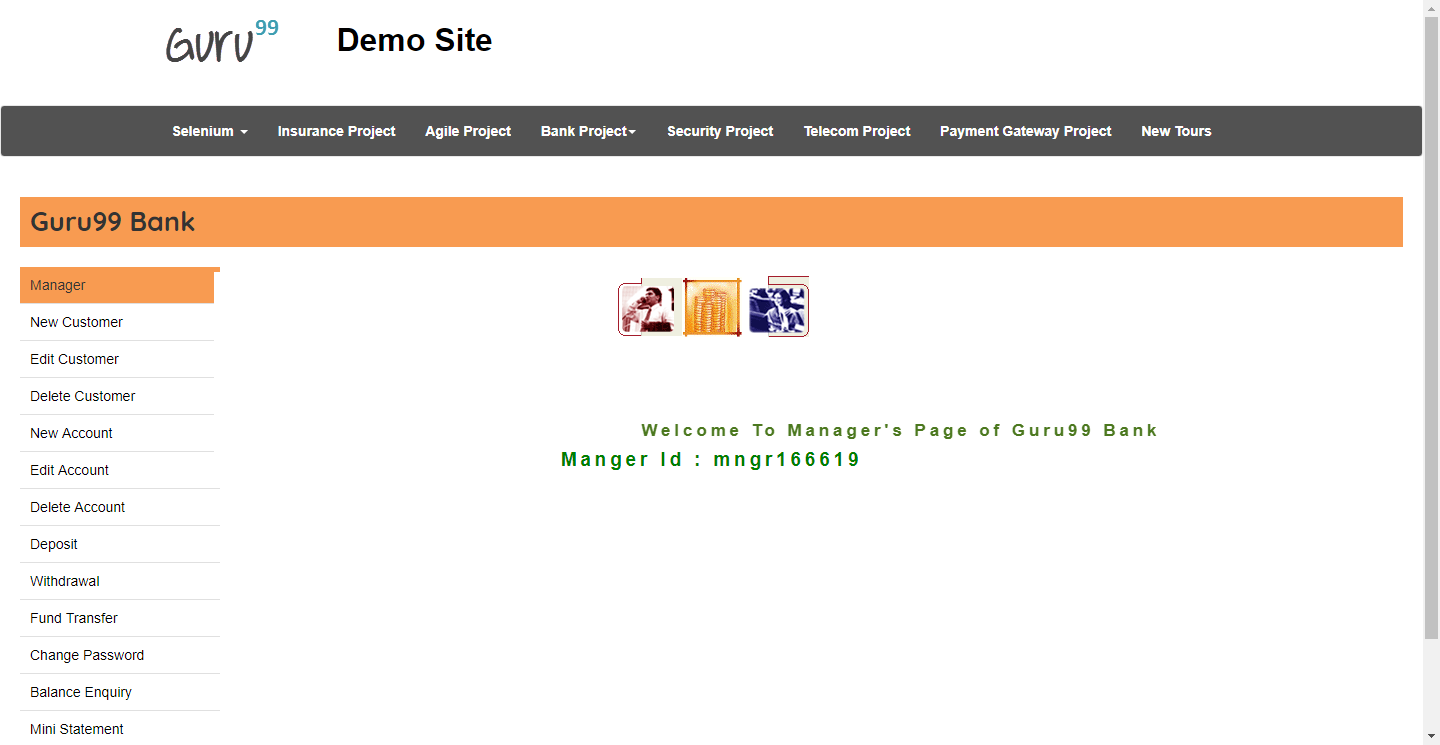 Guru99 Demo Site
Selenium Insurance Project Agile Project Bank Project Security Project Telecom Project Payment Gateway Project New Tours
Guru99 Bank
Manager
New Customer
Edit Customer
Delete Customer
New Account
Edit Account
Delete Account
Deposit
Withdrawal
Fund Transfer
Change Password
Balance Enquiry
Mini Statement
Welcome To Manager's Page of Guru99 Bank
Manger Id : mngr166619